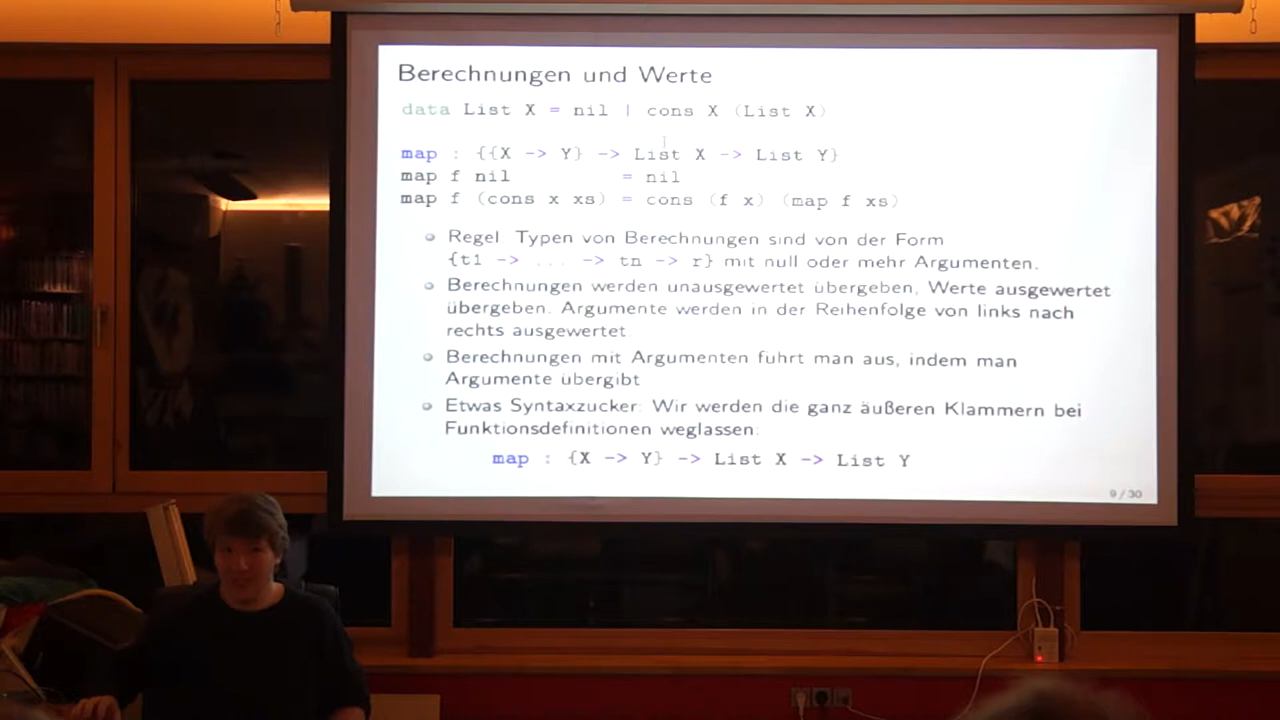 Berechnungen und Werte
data List X = nil | cons X (List X)
map : {{X -> Y} -> List X -> List Y}
map f nil = nil
map f (cons x xs) = cons (f x) (map f xs)
Regel Typen von Berechnungen sind von der Form
{t1 -> ... -> tn -> r} mit null oder mehr Argumenten.
Berechnungen werden unausgewertet übergeben, Werte ausgewertet
übergeben. Argumente werden in der Reihenfolge von links nach
rechts ausgewertet
Berechnungen mit Argumenten führt man aus, indem man
Argumente übergibt
Etwas Syntaxzucker: Wir werden die ganz äußeren Klammern bei
Funktionsdefinitionen weglassen:
map : {X -> Y} -> List X -> List Y
9 / 30